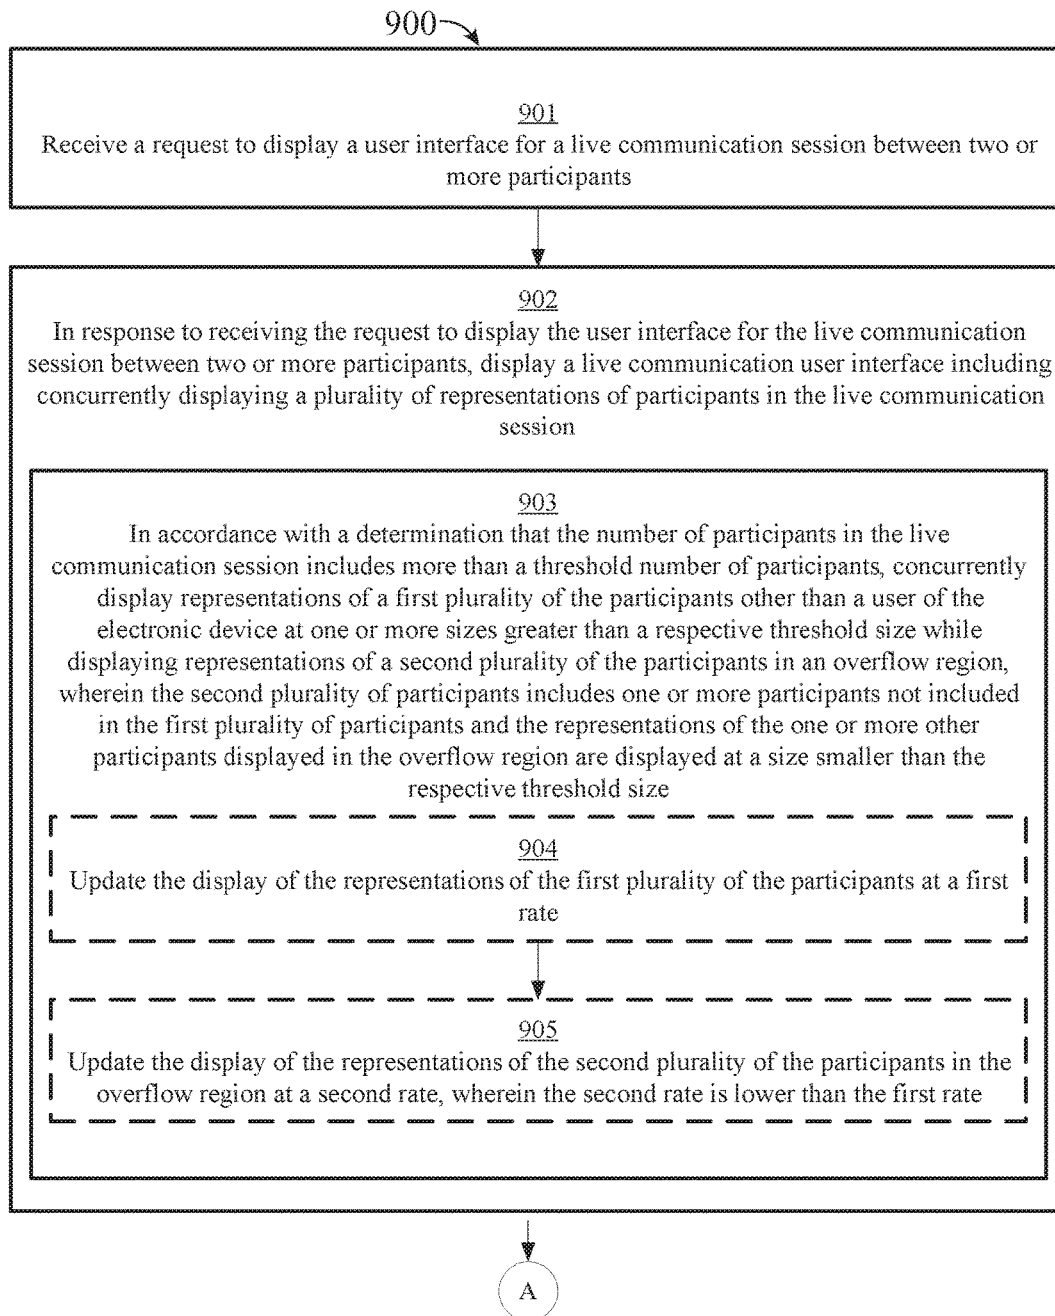 900
901
Receive a request to display a user interface for a live communication session between two or
more participants
902
In response to receiving the request to display the user interface for the live communication
session between two or more participants, display a live communication user interface including
concurrently displaying a plurality of representations of participants in the live communication
session
903
In accordance with a determination that the number of participants in the live
communication session includes more than a threshold number of participants, concurrently
display representations of a first plurality of the participants other than a user of the
electronic device at one or more sizes greater than a respective threshold size while
displaying representations of a second plurality of the participants in an overflow region,
wherein the second plurality of participants includes one or more participants not included
in the first plurality of participants and the representations of the one or more other
participants displayed in the overflow region are displayed at a size smaller than the
respective threshold size
904
Update the display of the representations of the first plurality of the participants at a first
rate
905
Update the display of the representations of the second plurality of the participants in the
overflow region at a second rate, wherein the second rate is lower than the first rate
A